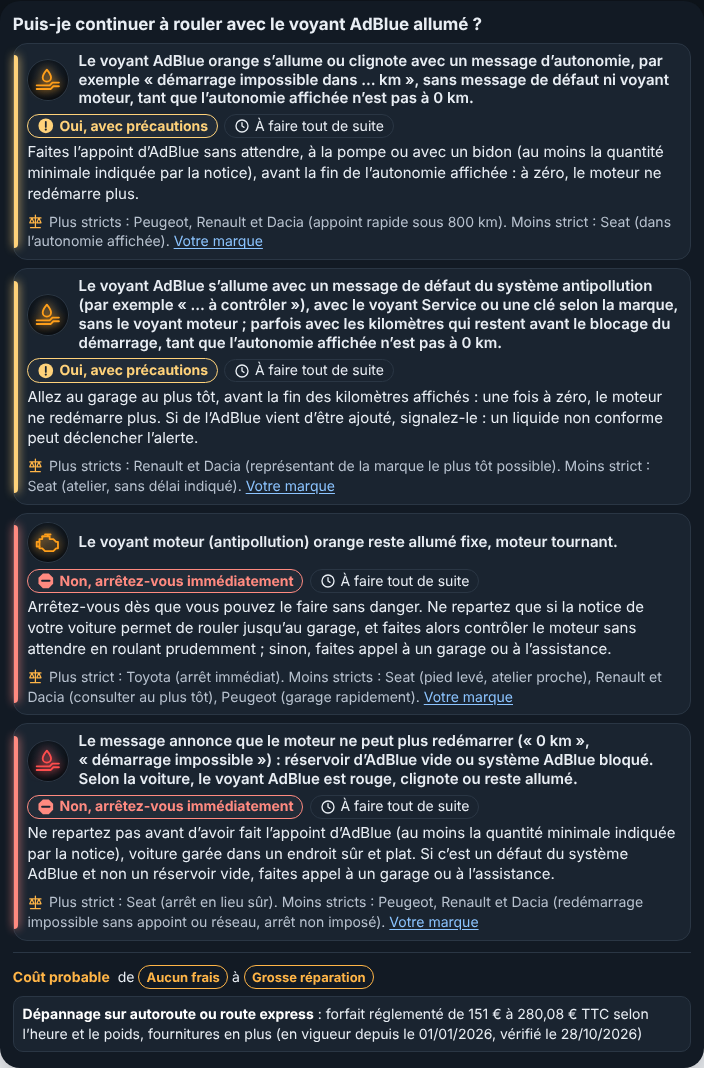 Puis-je continuer à rouler avec le voyant AdBlue allumé ?
Le voyant AdBlue orange s’allume ou clignote avec un message d’autonomie, par
exemple « démarrage impossible dans ... km », sans message de défaut ni voyant
moteur, tant que l’autonomie affichée n’est pas à 0 km.
Oui, avec précautions À faire tout de suite
Faites l’appoint d’AdBlue sans attendre, à la pompe ou avec un bidon (au moins la quantité
minimale indiquée par la notice), avant la fin de l’autonomie affichée : à zéro, le moteur ne
redémarre plus.
Plus stricts : Peugeot, Renault et Dacia (appoint rapide sous 800 km). Moins strict : Seat (dans
l’autonomie affichée). Votre marque
Le voyant AdBlue s’allume avec un message de défaut du système antipollution
(par exemple « ... à contrôler »), avec le voyant Service ou une clé selon la marque,
sans le voyant moteur ; parfois avec les kilomètres qui restent avant le blocage du
démarrage, tant que l’autonomie affichée n’est pas à 0 km.
Oui, avec précautions À faire tout de suite
Allez au garage au plus tôt, avant la fin des kilomètres affichés : une fois à zéro, le moteur
ne redémarre plus. Si de l’AdBlue vient d’être ajouté, signalez-le : un liquide non conforme
peut déclencher l’alerte.
Plus stricts : Renault et Dacia (représentant de la marque le plus tôt possible). Moins strict :
Seat (atelier, sans délai indiqué). Votre marque
Le voyant moteur (antipollution) orange reste allumé fixe, moteur tournant.
Non, arrêtez-vous immédiatement À faire tout de suite
Arrêtez-vous dès que vous pouvez le faire sans danger. Ne repartez que si la notice de
votre voiture permet de rouler jusqu’au garage, et faites alors contrôler le moteur sans
attendre en roulant prudemment ; sinon, faites appel à un garage ou à l’assistance.
Plus strict : Toyota (arrêt immédiat). Moins stricts : Seat (pied levé, atelier proche), Renault et
Dacia (consulter au plus tôt), Peugeot (garage rapidement). Votre marque
Le message annonce que le moteur ne peut plus redémarrer (« 0 km »,
« démarrage impossible ») : réservoir d’AdBlue vide ou système AdBlue bloqué.
Selon la voiture, le voyant AdBlue est rouge, clignote ou reste allumé.
Non, arrêtez-vous immédiatement À faire tout de suite
Ne repartez pas avant d’avoir fait l’appoint d’AdBlue (au moins la quantité minimale indiquée
par la notice), voiture garée dans un endroit sûr et plat. Si c’est un défaut du système
AdBlue et non un réservoir vide, faites appel à un garage ou à l’assistance.
Plus strict : Seat (arrêt en lieu sûr). Moins stricts : Peugeot, Renault et Dacia (redémarrage
impossible sans appoint ou réseau, arrêt non imposé). Votre marque
Coût probable de Aucun frais à Grosse réparation
Dépannage sur autoroute ou route express : forfait réglementé de 151 € à 280,08 € TTC selon
l’heure et le poids, fournitures en plus (en vigueur depuis le 01/01/2026, vérifié le 28/10/2026)